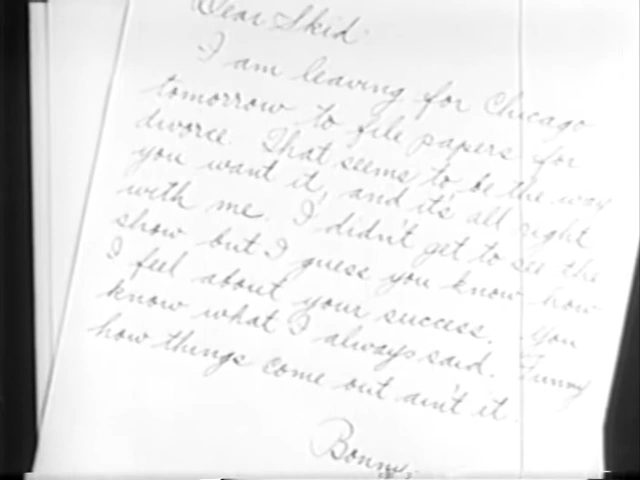 Dear Skid
I am leaving for Chicago
tomorrow to file papers for
divorce. That seems to be the way
you want it, and it's all right
with me. I didn't get to see the
show but I guess you know how
I feel about your success. You
know what I always said. Funny
how things come out ain't it.
Bonny